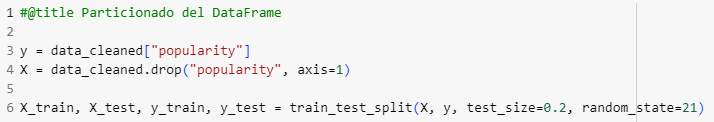 1 #@title Particionado del DataFrame
2
3 y = data_cleaned["popularity"]
4 X = data_cleaned.drop("popularity", axis=1)
5
6 X_train, X_test, y_train, y_test = train_test_split(X, y, test_size=0.2, random_state=21)